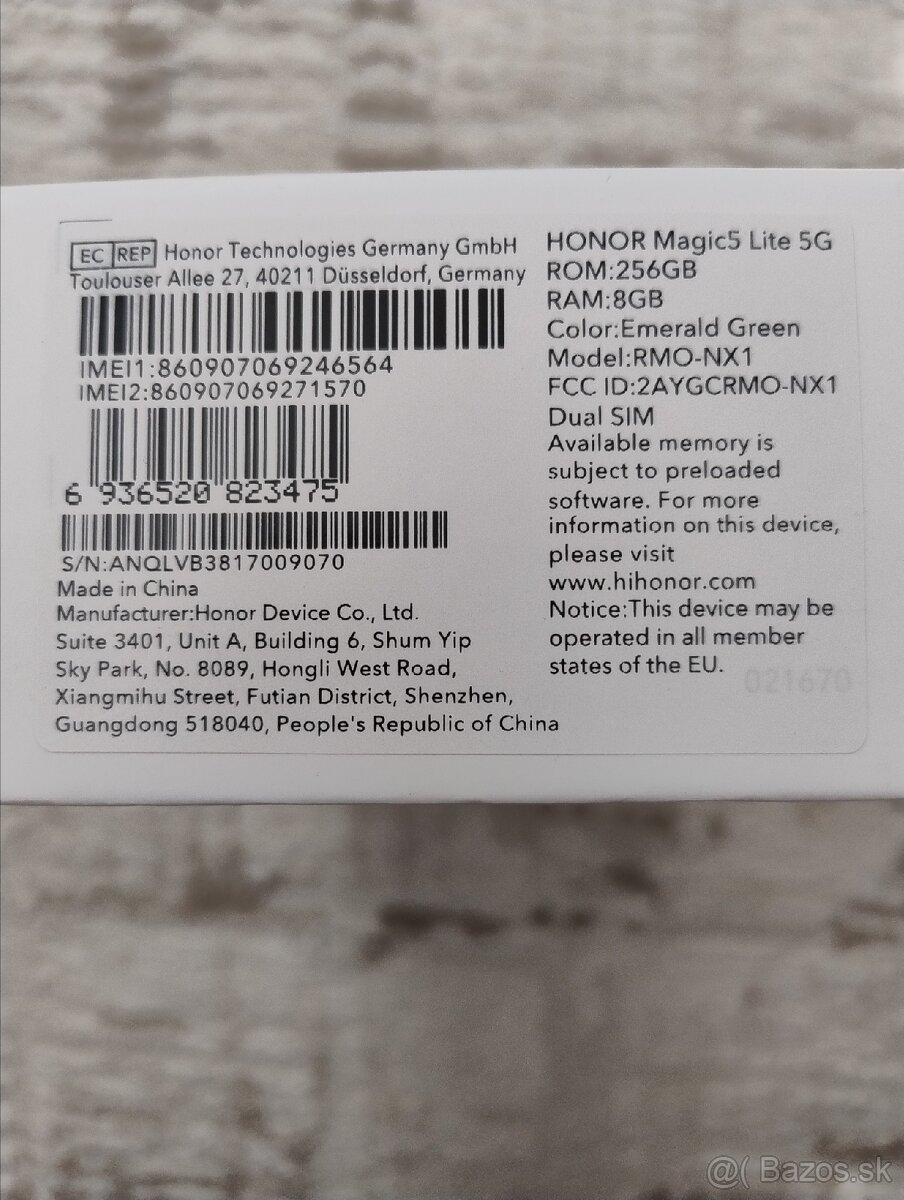 EC REP Honor Technologies Germany GmbH
Toulouser Allee 27, 40211 Düsseldorf, Germany
IMEI1:860907069246564
IMEI2:860907069271570
6 936520 823475
S/N:ANQLVB3817009070
Made in China
Manufacturer:Honor Device Co., Ltd.
Suite 3401, Unit A, Building 6, Shum Yip
Sky Park, No. 8089, Hongli West Road,
Xiangmihu Street, Futian District, Shenzhen,
Guangdong 518040, People's Republic of China
HONOR Magic5 Lite 5G
ROM:256GB
RAM:8GB
Color:Emerald Green
Model:RMO-NX1
FCC ID:2AYGCRMO-NX1
Dual SIM
Available memory is
subject to preloaded
software. For more
information on this device,
please visit
www.hihonor.com
Notice:This device may be
operated in all member
states of the EU.
021670
@( Bazos.sk